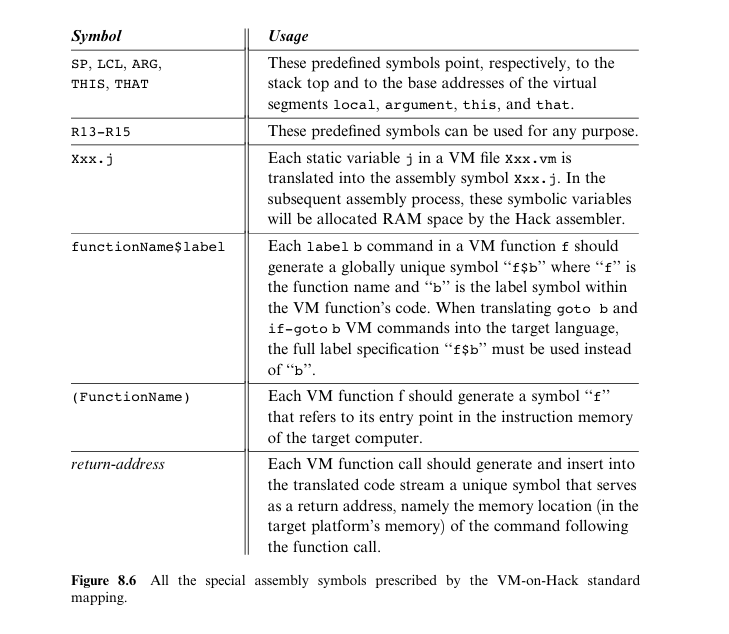 Symbol Usage
SP, LCL, ARG, These predefined symbols point, respectively, to the
THIS, THAT stack top and to the base addresses of the virtual
segments local, argument, this, and that.
R13–R15 These predefined symbols can be used for any purpose.
Xxx.j Each static variable j in a VM file Xxx.vm is
translated into the assembly symbol Xxx.j. In the
subsequent assembly process, these symbolic variables
will be allocated RAM space by the Hack assembler.
functionName$label Each label b command in a VM function f should
generate a globally unique symbol “f$b” where “f” is
the function name and “b” is the label symbol within
the VM function’s code. When translating goto b and
if-goto b VM commands into the target language,
the full label specification “f$b” must be used instead
of “b”.
(FunctionName) Each VM function f should generate a symbol “f”
that refers to its entry point in the instruction memory
of the target computer.
return-address Each VM function call should generate and insert into
the translated code stream a unique symbol that serves
as a return address, namely the memory location (in the
target platform’s memory) of the command following
the function call.
Figure 8.6 All the special assembly symbols prescribed by the VM-on-Hack standard
mapping.